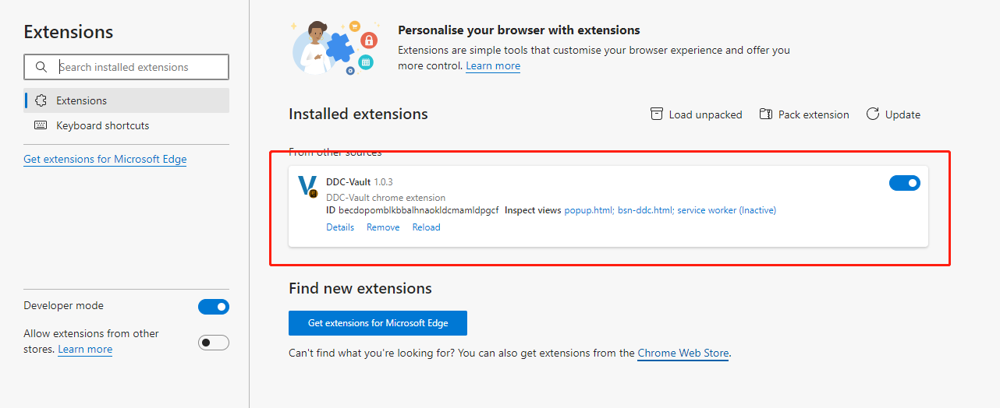 Extensions
Search installed extensions
Extensions
Keyboard shortcuts
Get extensions for Microsoft Edge
Developer mode
Allow extensions from other
stores. Learn more
Personalise your browser with extensions
Extensions are simple tools that customise your browser experience and offer you
more control. Learn more
Installed extensions
Load unpacked
Pack extension
Update
From other sources
DDC-Vault 1.0.3
DDC-Vault chrome extension
ID becdopomblkbbalhnaokldcmamldpgcf Inspect views popup.html; bsn-ddc.html; service worker (Inactive)
Details Remove Reload
Find new extensions
Get extensions for Microsoft Edge
Can't find what you're looking for? You can also get extensions from the Chrome Web Store.